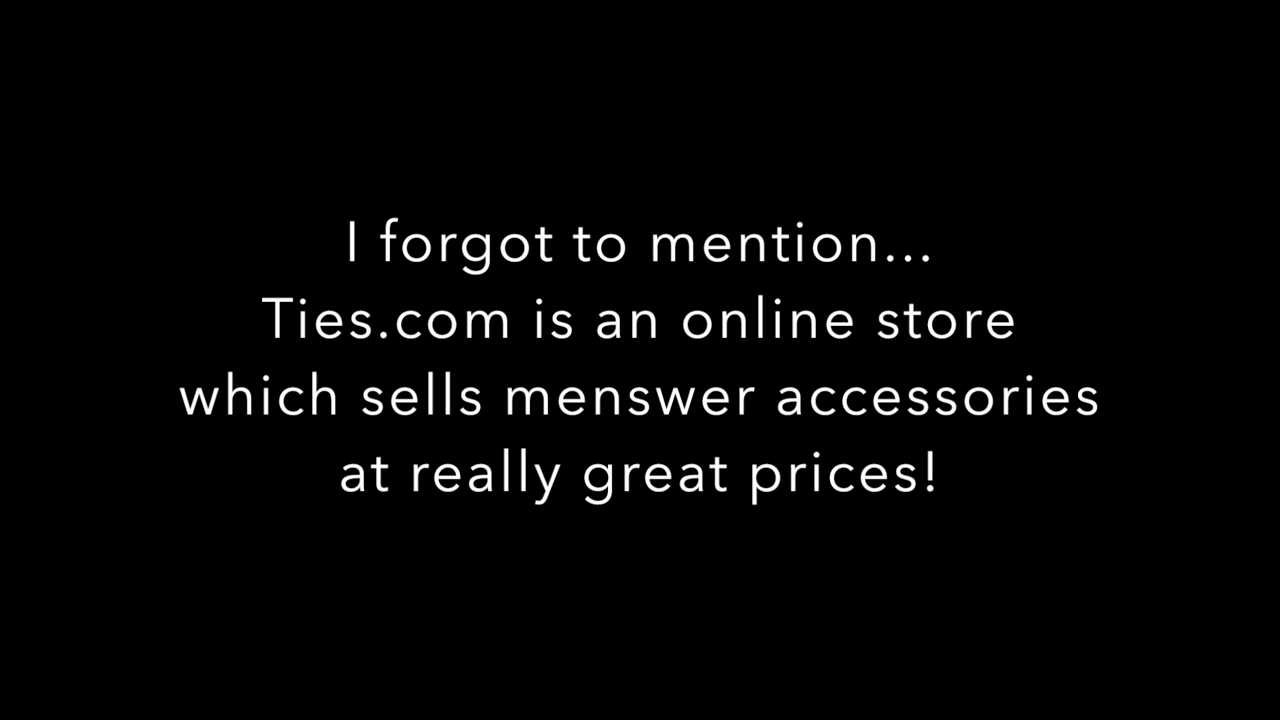 I forgot to mention...
Ties.com is an online store
which sells menswer accessories
at really great prices!